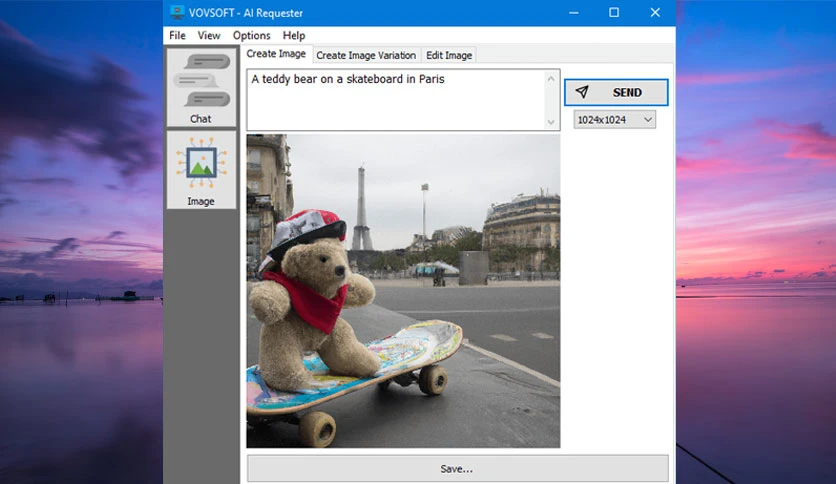 VOVSOFT - AI Requester
File View Options Help
Create Image Create Image Variation Edit Image
A teddy bear on a skateboard in Paris
SEND
1024x1024
Chat
Image
Save...